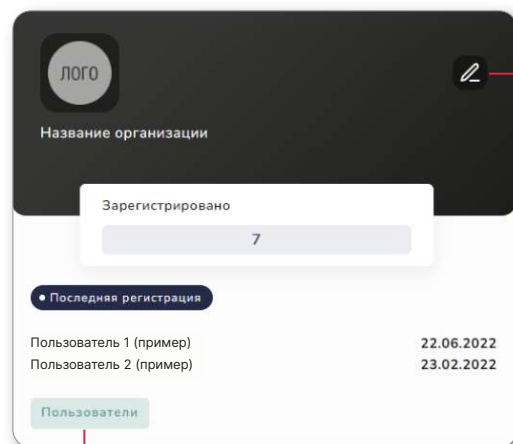 ЛОГО
Название организации
Зарегистрировано
7
Последняя регистрация
Пользователь 1 (пример) 22.06.2022
Пользователь 2 (пример) 23.02.2022
Пользователи